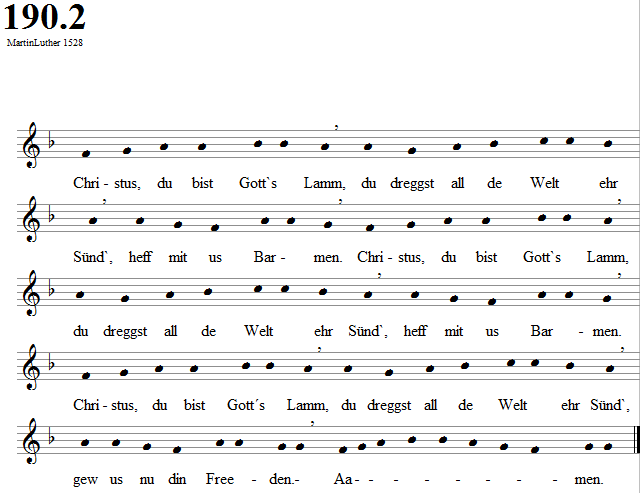 190.2
MartinLuther 1528
Chri - stus, du bist Gott`s Lamm, du dreggst all de Welt ehr
Sünd`, heff mit us Bar - men. Chri - stus, du bist Gott`s Lamm,
du dreggst all de Welt ehr Sünd`, heff mit us Bar - men.
Chri - stus, du bist Gott´s Lamm, du dreggst all de Welt ehr Sünd`,
gew us nu din Free - den.- Aa - - - - - - - - men.